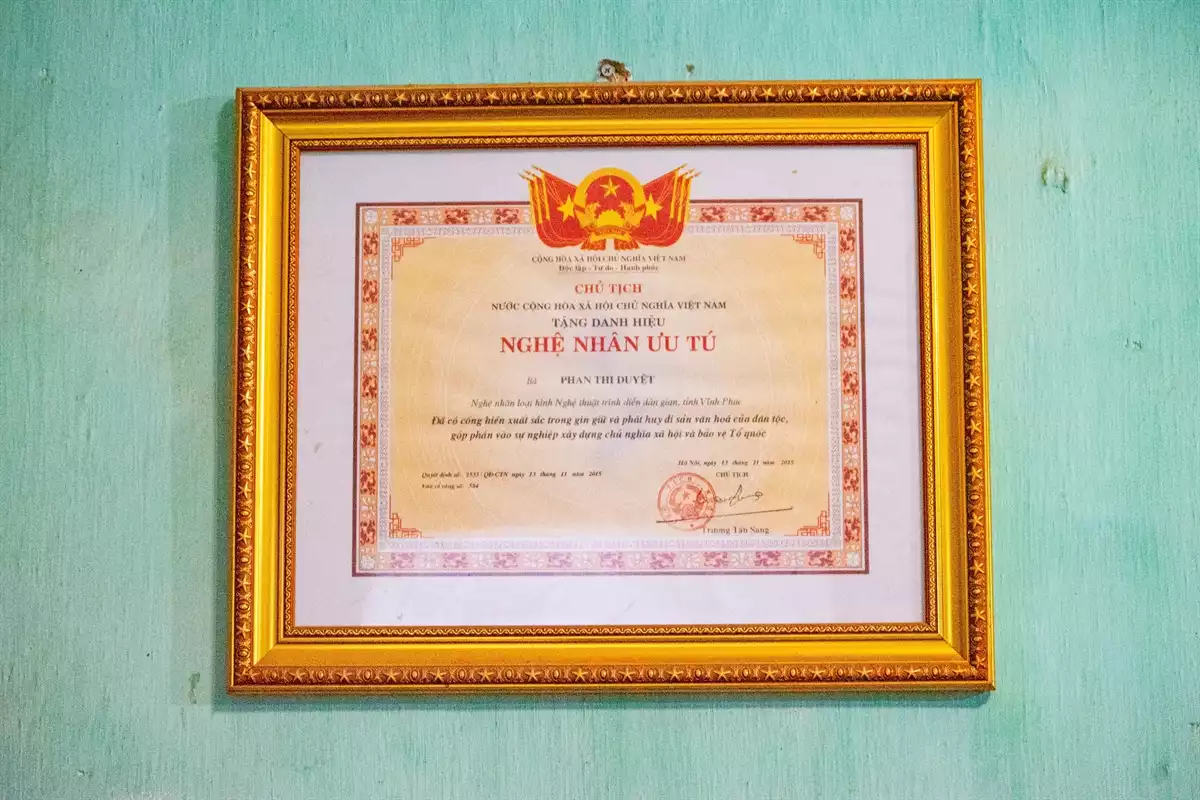 CỘNG HÒA XÃ HỘI CHỦ NGHĨA VIỆT NAM
Độc lập - Tự do - Hạnh phúc
CHỦ TỊCH
NƯỚC CỘNG HÒA XÃ HỘI CHỦ NGHĨA VIỆT NAM
TẶNG DANH HIỆU
NGHỆ NHÂN ƯU TÚ
Bà PHAN THỊ DUYỆT
Nghệ nhân loại hình Nghệ thuật trình diễn dân gian, tỉnh Vĩnh Phúc
Đã có cống hiến xuất sắc trong gìn giữ và phát huy di sản văn hoá của dân tộc,
góp phần vào sự nghiệp xây dựng chủ nghĩa xã hội và bảo vệ Tổ quốc
Hà Nội, ngày 13 tháng 11 năm 2015
Quyết định số: 2533/QĐ-CTN ngày 13 tháng 11 năm 2015
CHỦ TỊCH
Vào sổ vàng số: 584
Trương Tấn Sang